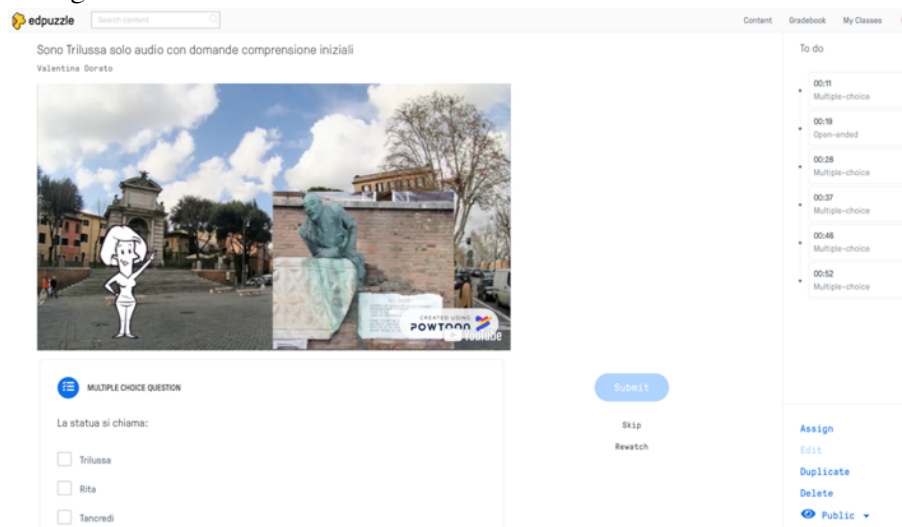 edpuzzle
Search content
Content
Gradebook
My Classes
Sono Trilussa solo audio con domande comprensione iniziali
Valentina Dorato
CREATED USING
POWTOON
YouTube
MULTIPLE CHOICE QUESTION
La statua si chiama:
Trilussa
Rita
Tancredi
Submit
Skip
Rewatch
To do
00:11
Multiple-choice
00:19
Open-ended
00:28
Multiple-choice
00:37
Multiple-choice
00:46
Multiple-choice
00:52
Multiple-choice
Assign
Edit
Duplicate
Delete
Public